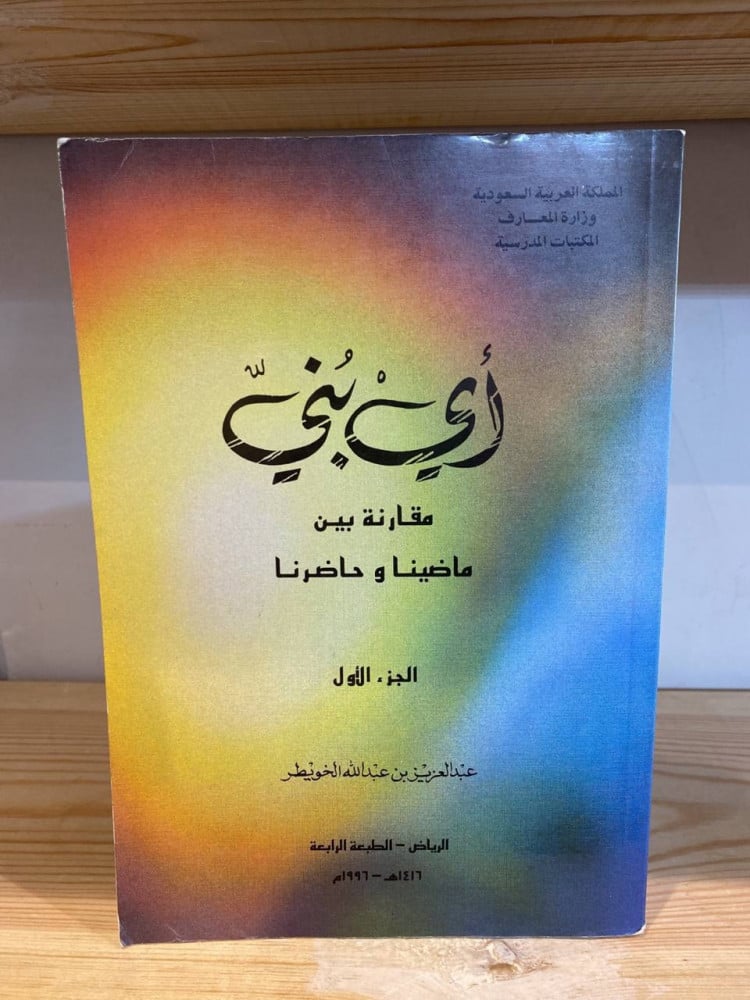 المملكة العربية السعودية
وزارة المعارف
المكتبات المدرسية
أيْ بُنيّ
مقارنة بين
ماضينا و حاضرنا
الجزء الأول
عبدالعزيز بن عبدالله الخويطر
الرياض – الطبعة الرابعة
١٤١٦هـ – ١٩٩٦م